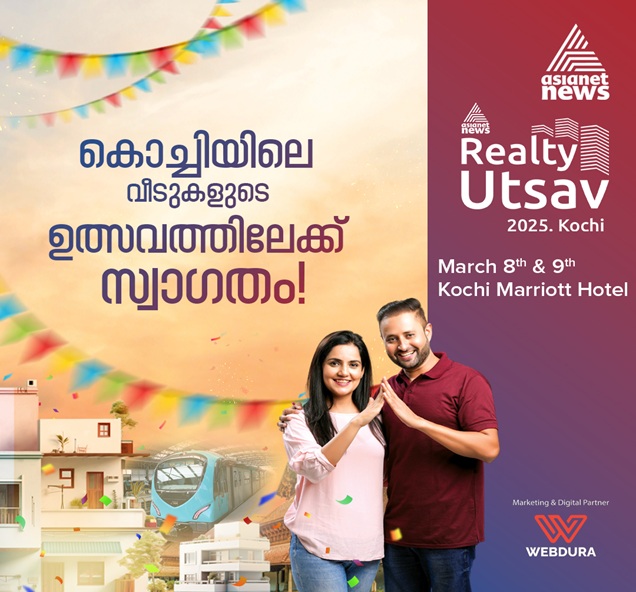 കൊച്ചിയിലെ
വീടുകളുടെ
ഉത്സവത്തിലേക്ക്
സ്വാഗതം!
asianet
news
asianet
news
Realty
Utsav
2025. Kochi
March 8th & 9th
Kochi Marriott Hotel
Marketing & Digital Partner
WEBDURA